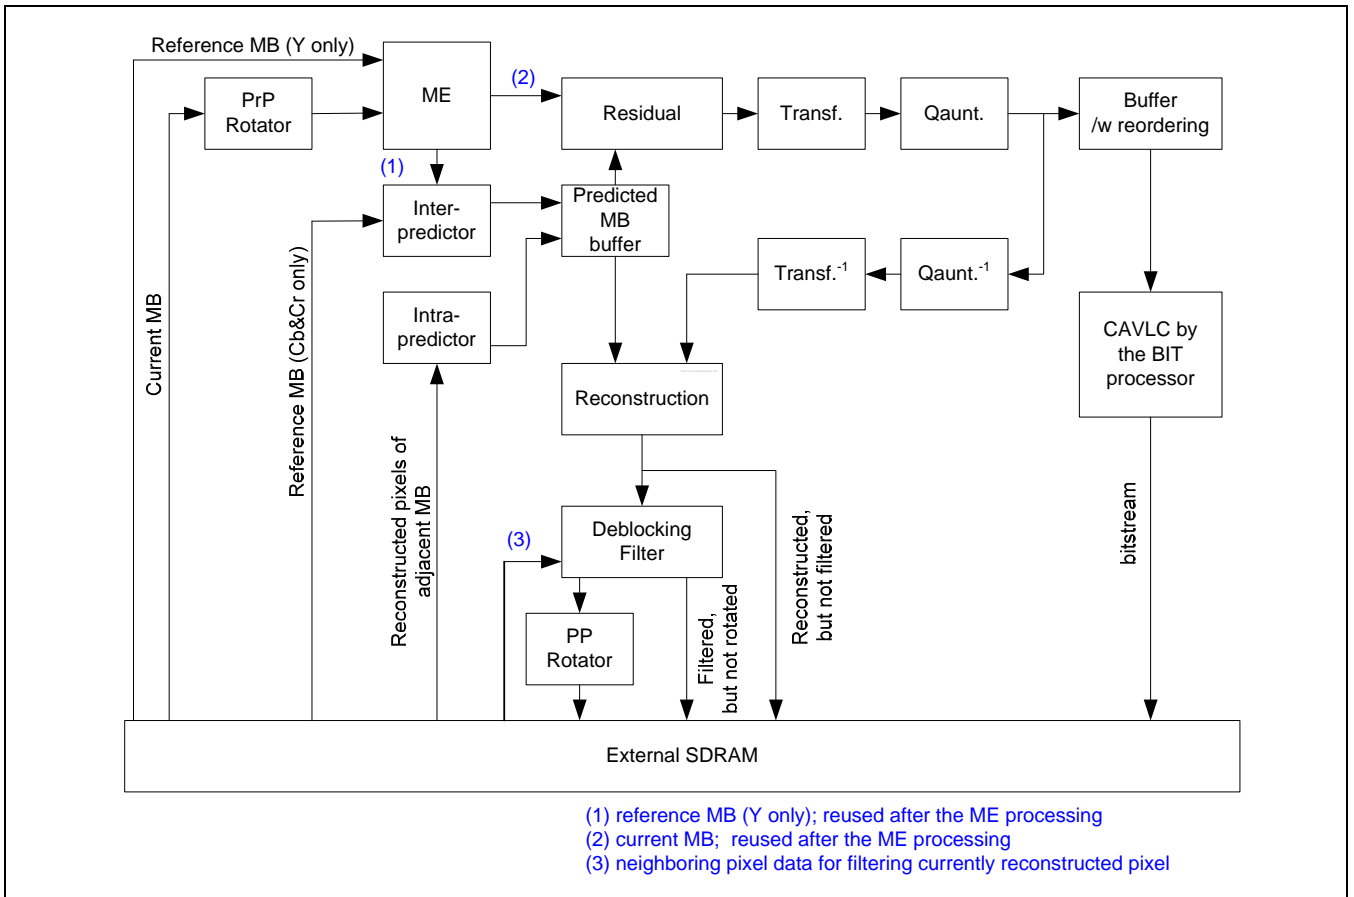 Reference MB (Y only)
PrP
Rotator
ME
(2)
Residual
Transf.
Qaunt.
Buffer
/w reordering
(1)
Inter-
predictor
Predicted
MB
buffer
Transf.-1
Qaunt.-1
Intra-
predictor
CAVLC by
the BIT
processor
Current MB
Reference MB (Cb&Cr only)
Reconstructed pixels of
adjacent MB
Reconstruction
(3)
Deblocking
Filter
Reconstructed,
but not filtered
bitstream
PP
Rotator
Filtered,
but not rotated
External SDRAM
(1) reference MB (Y only); reused after the ME processing
(2) current MB; reused after the ME processing
(3) neighboring pixel data for filtering currently reconstructed pixel